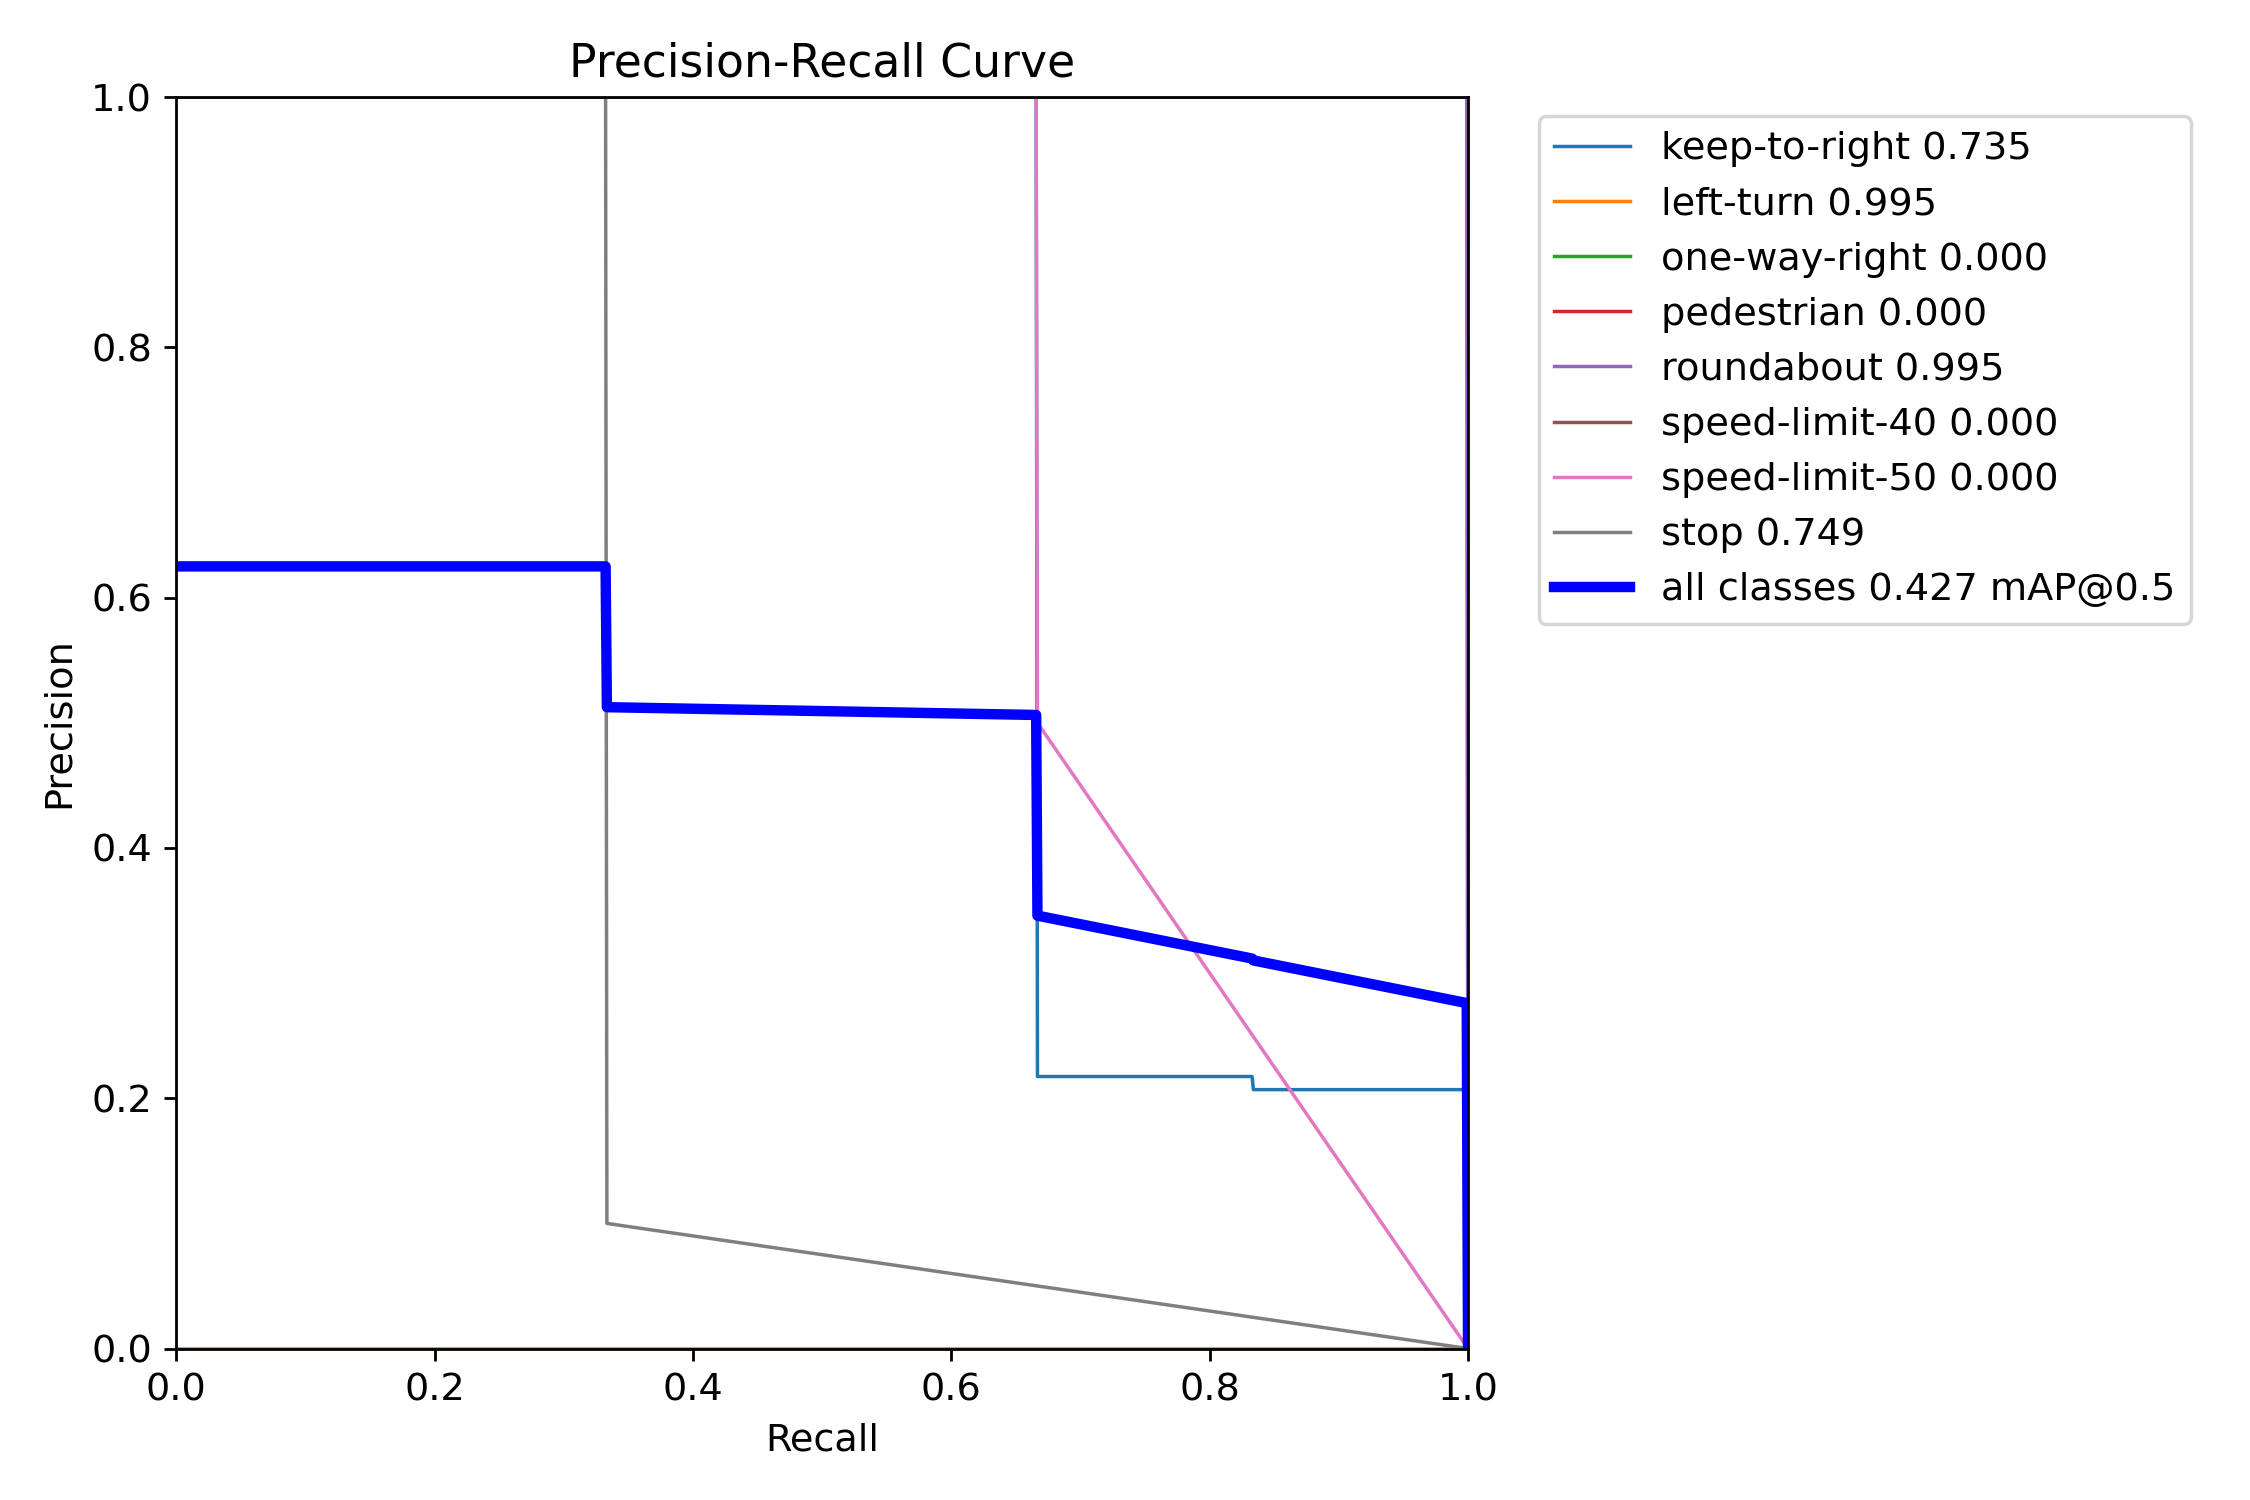 Precision-Recall Curve
1.0
0.8
0.6
0.4
0.2
0.0
Precision
0.0 0.2 0.4 0.6 0.8 1.0
Recall
keep-to-right 0.735
left-turn 0.995
one-way-right 0.000
pedestrian 0.000
roundabout 0.995
speed-limit-40 0.000
speed-limit-50 0.000
stop 0.749
all classes 0.427 mAP@0.5